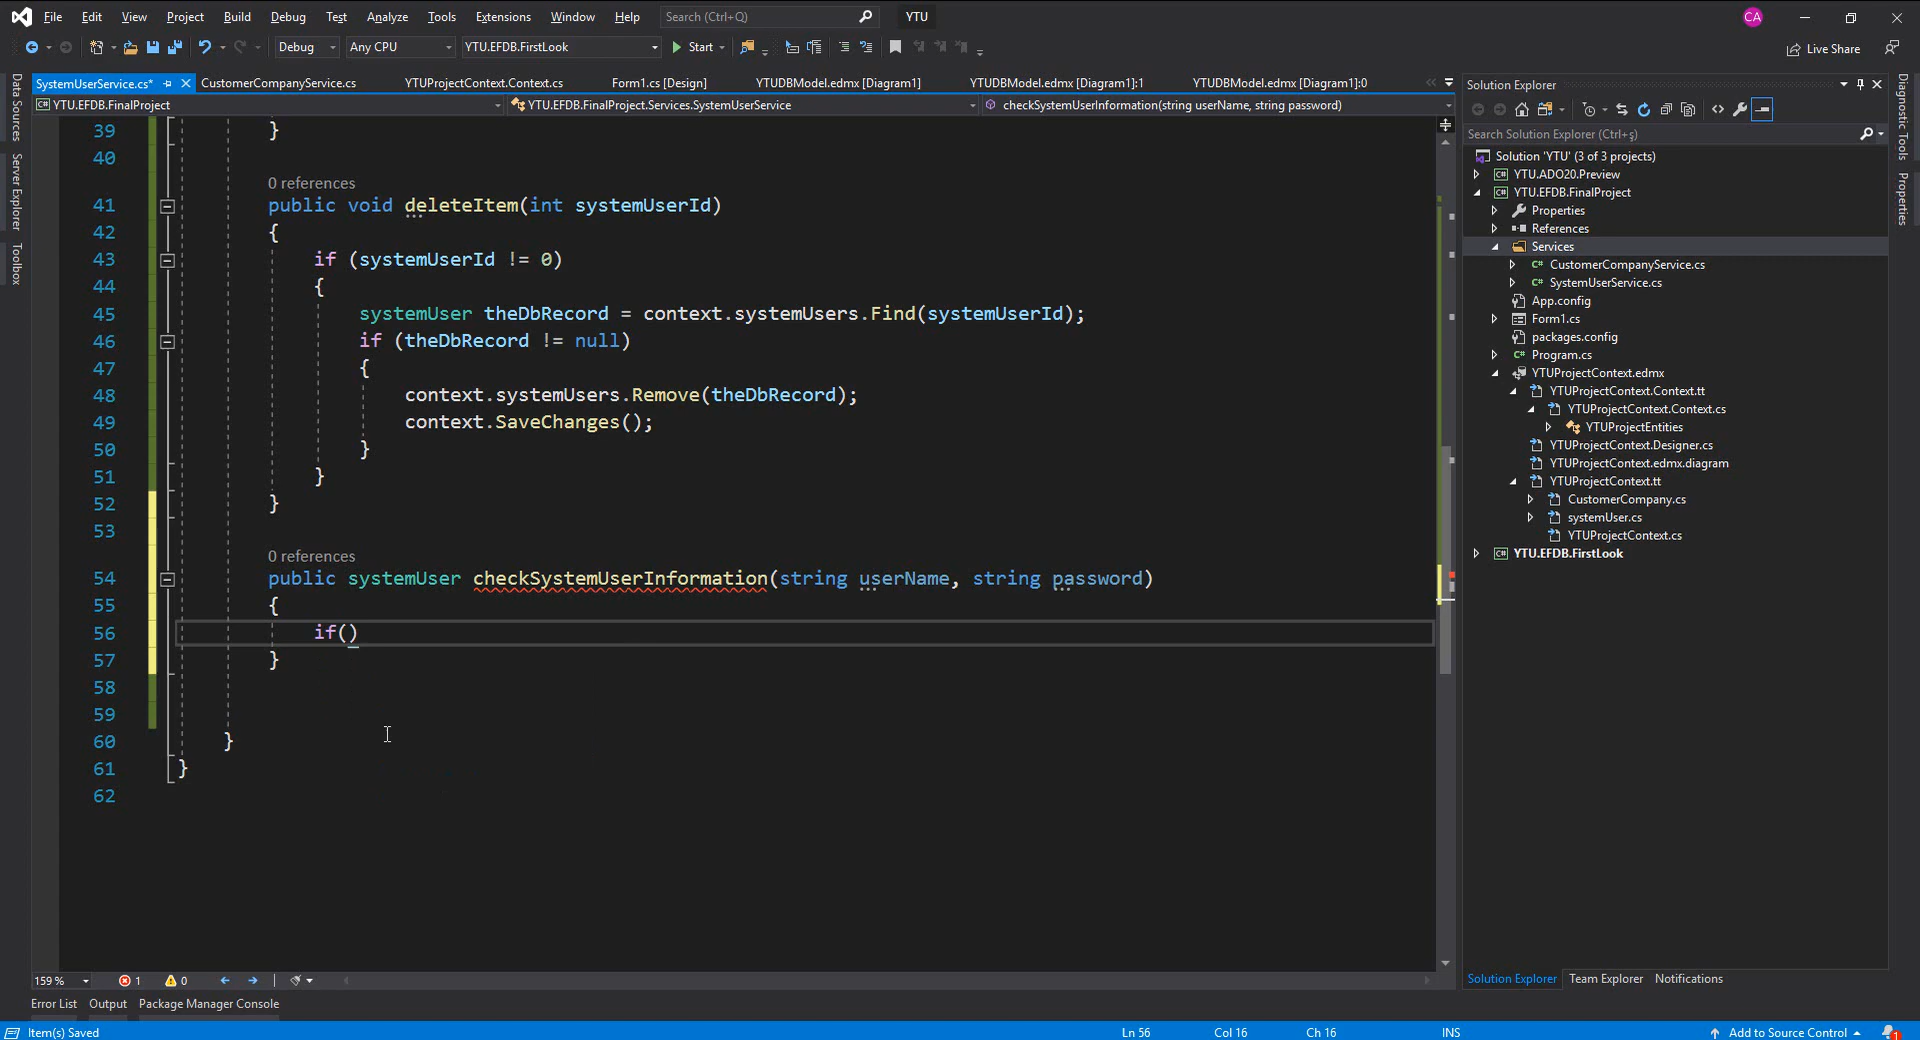 File Edit View Project Build Debug Test Analyze Tools Extensions Window Help Search (Ctrl+Q) YTU CA
Debug Any CPU YTU.EFDB.FirstLook Start Live Share
SystemUserService.cs* CustomerCompanyService.cs YTUProjectContext.Context.cs Form1.cs [Design] YTUDBModel.edmx [Diagram1] YTUDBModel.edmx [Diagram1]:1 YTUDBModel.edmx [Diagram1]:0
YTU.EFDB.FinalProject YTU.EFDB.FinalProject.Services.SystemUserService checkSystemUserInformation(string userName, string password)
Data Sources
Server Explorer
Toolbox
39 }
40
0 references
41 public void deleteItem(int systemUserId)
42 {
43 if (systemUserId != 0)
44 {
45 systemUser theDbRecord = context.systemUsers.Find(systemUserId);
46 if (theDbRecord != null)
47 {
48 context.systemUsers.Remove(theDbRecord);
49 context.SaveChanges();
50 }
51 }
52 }
53
0 references
54 public systemUser checkSystemUserInformation(string userName, string password)
55 {
56 if()
57 }
58
59
60 }
61 }
62
159 % 1 0
Error List Output Package Manager Console
Item(s) Saved Ln 56 Col 16 Ch 16 INS Add to Source Control 1
Solution Explorer
Search Solution Explorer (Ctrl+ş)
Solution 'YTU' (3 of 3 projects)
YTU.ADO20.Preview
YTU.EFDB.FinalProject
Properties
References
Services
CustomerCompanyService.cs
SystemUserService.cs
App.config
Form1.cs
packages.config
Program.cs
YTUProjectContext.edmx
YTUProjectContext.Context.tt
YTUProjectContext.Context.cs
YTUProjectEntities
YTUProjectContext.Designer.cs
YTUProjectContext.edmx.diagram
YTUProjectContext.tt
CustomerCompany.cs
systemUser.cs
YTUProjectContext.cs
YTU.EFDB.FirstLook
Solution Explorer Team Explorer Notifications
Diagnostic Tools
Properties